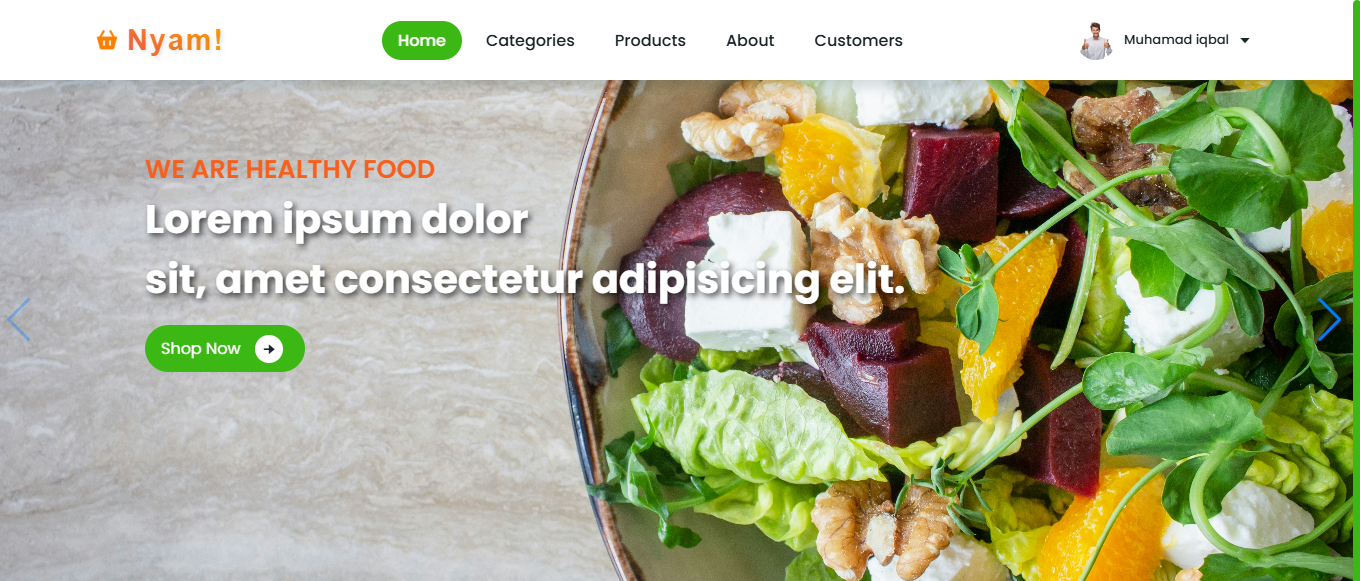 Nyam!
Home
Categories
Products
About
Customers
Muhamad iqbal
WE ARE HEALTHY FOOD
Lorem ipsum dolor
sit, amet consectetur adipisicing elit.
Shop Now